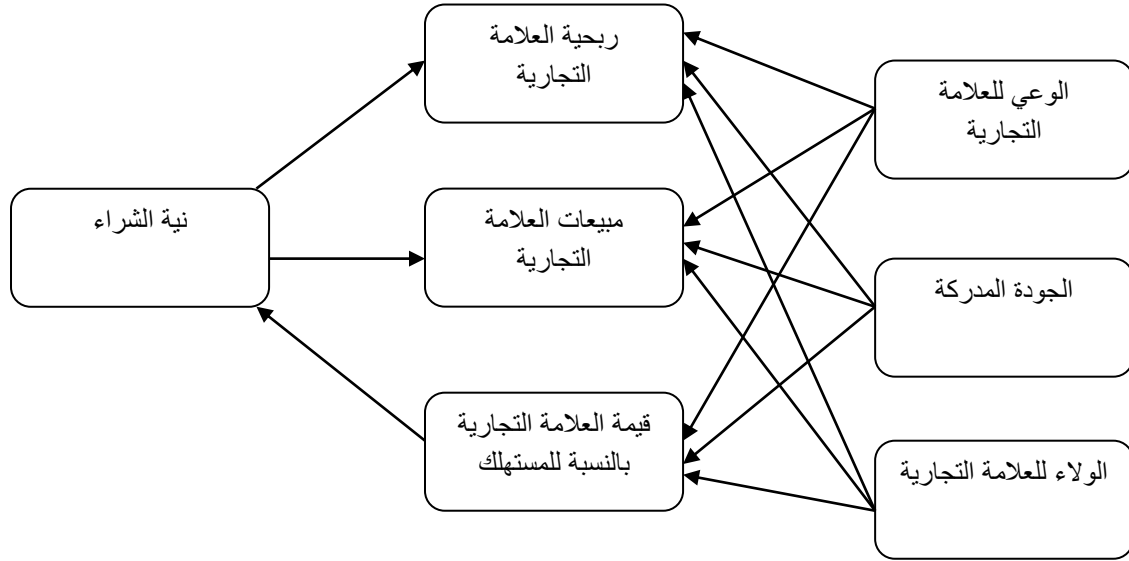 ربحية العلامة
التجارية
الوعي للعلامة
التجارية
نية الشراء
مبيعات العلامة
التجارية
الجودة المدركة
قيمة العلامة التجارية
بالنسبة للمستهلك
الولاء للعلامة التجارية